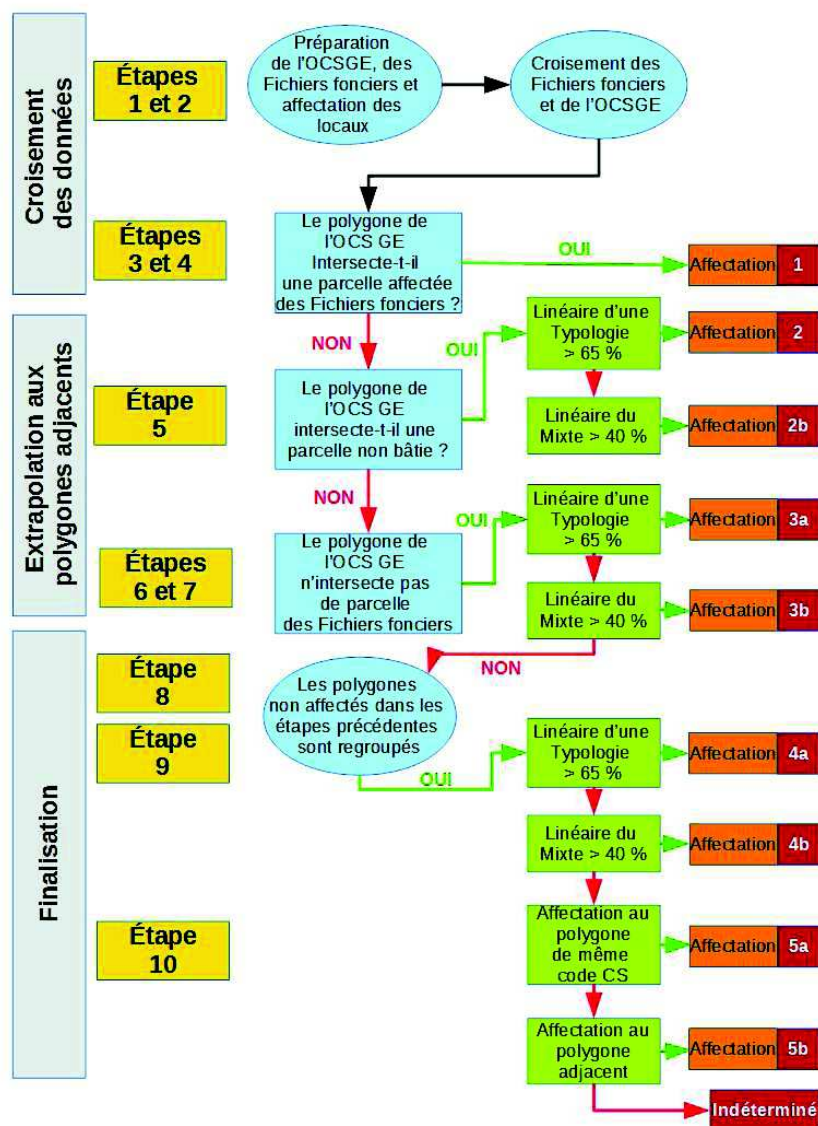 Croisement
des données
Étapes
1 et 2
Préparation
de l'OCSGE, des
Fichiers fonciers et
affectation des
locaux
Croisement des
Fichiers fonciers
et de l'OCSGE
Étapes
3 et 4
Le polygone de
l'OCS GE
Intersecte-t-il
une parcelle affectée
des Fichiers fonciers ?
OUI
Affectation 1
NON
Extrapolation aux
polygones adjacents
Étape
5
Le polygone de
l'OCS GE
intersecte-t-il une
parcelle non bâtie ?
OUI
Linéaire d'une
Typologie
> 65 %
Affectation 2
Linéaire du
Mixte > 40 %
Affectation 2b
NON
Étapes
6 et 7
Le polygone de
l'OCS GE
n'intersecte pas
de parcelle
des Fichiers fonciers
OUI
Linéaire d'une
Typologie
> 65 %
Affectation 3a
Linéaire du
Mixte > 40 %
Affectation 3b
NON
Finalisation
Étape
8
Les polygones
non affectés dans les
étapes précédentes
sont regroupés
Étape
9
OUI
Linéaire d'une
Typologie
> 65 %
Affectation 4a
Linéaire du
Mixte > 40 %
Affectation 4b
Étape
10
Affectation au
polygone
de même
code CS
Affectation 5a
Affectation au
polygone
adjacent
Affectation 5b
Indéterminé